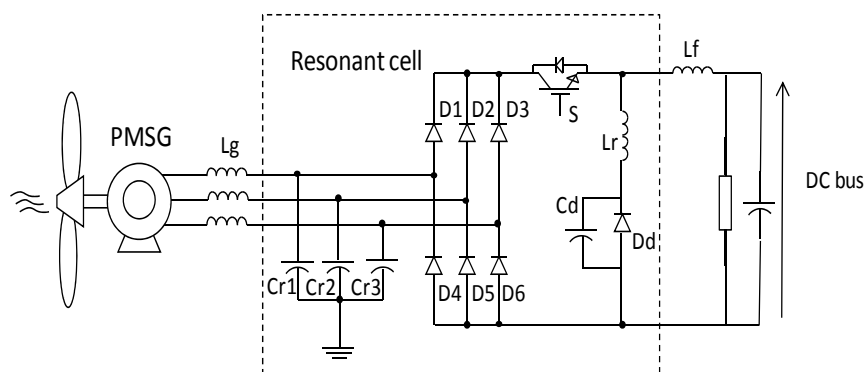 Resonant cell
Lf
PMSG
Lg
D1
D2
D3
S
Lr
DC bus
Cd
Dd
Cr1
Cr2
Cr3
D4
D5
D6